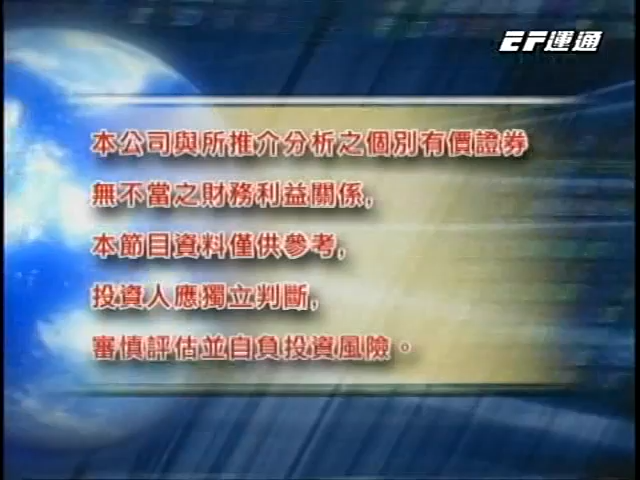 EF運通
本公司與所推介分析之個別有價證券
無不當之財務利益關係,
本節目資料僅供參考,
投資人應獨立判斷,
審慎評估並自負投資風險。